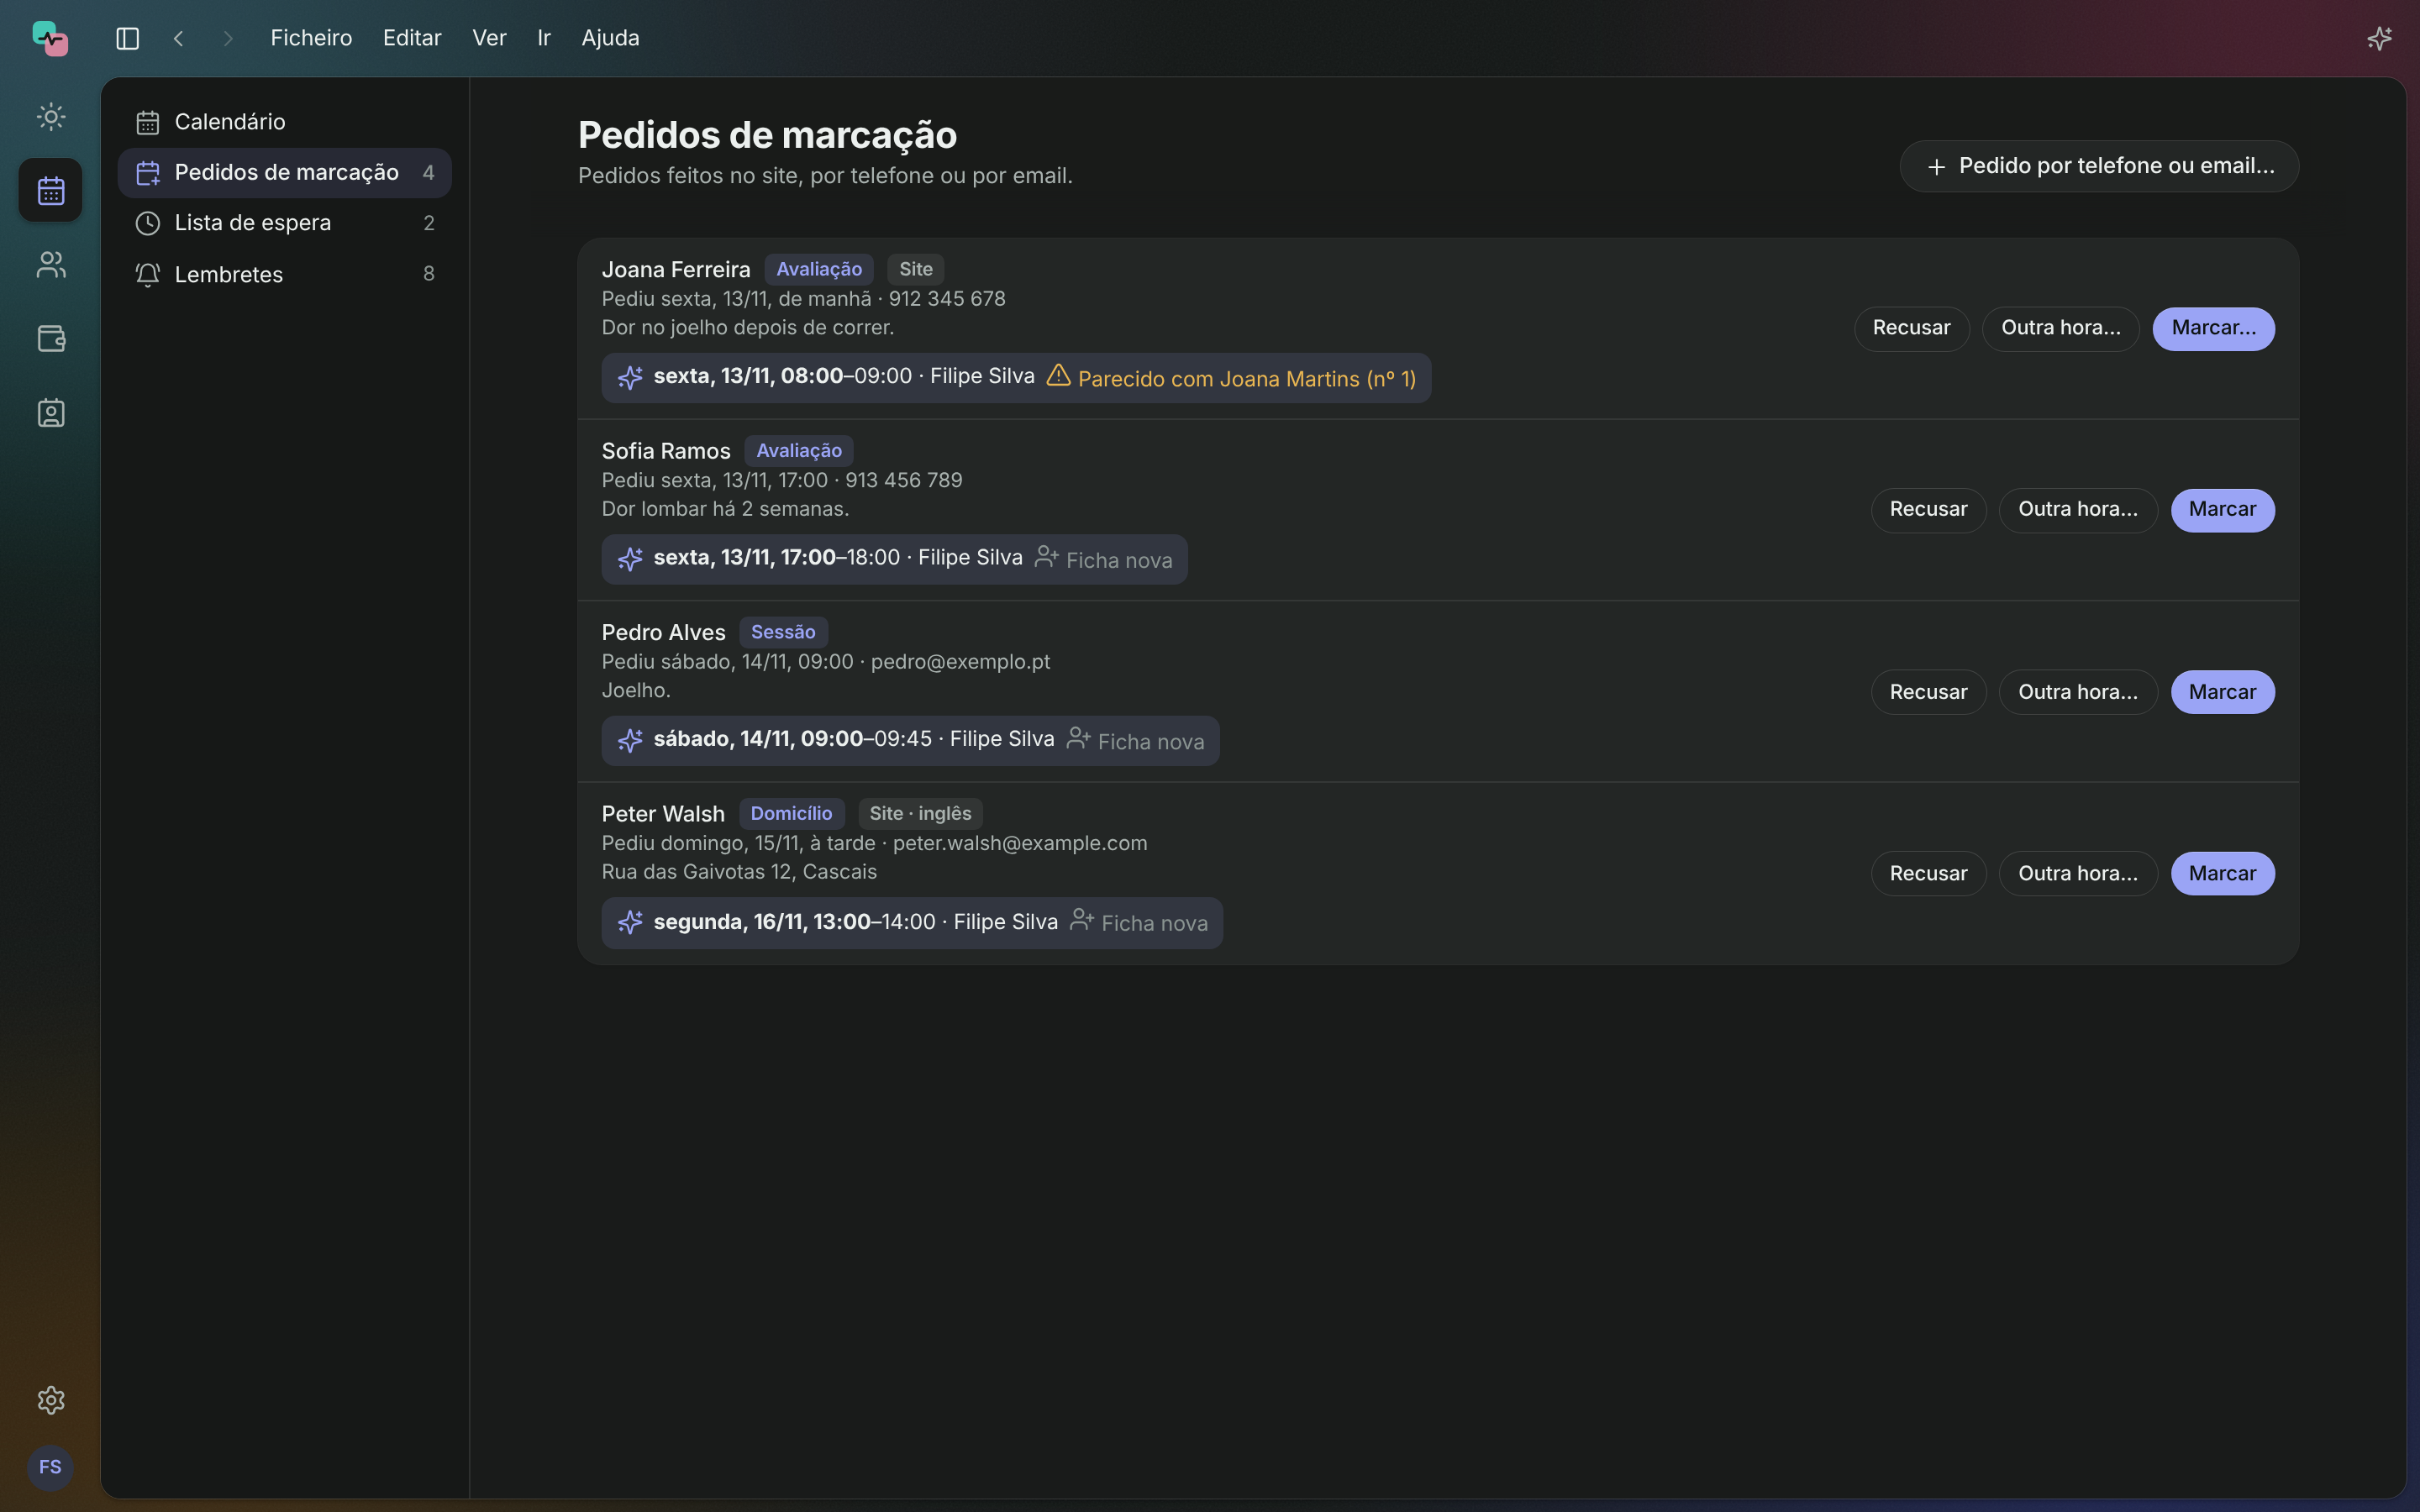 Ficheiro Editar Ver Ir Ajuda
Calendário
Pedidos de marcação 4
Lista de espera 2
Lembretes 8
FS
Pedidos de marcação
Pedidos feitos no site, por telefone ou por email.
Pedido por telefone ou email...
Joana Ferreira Avaliação Site
Pediu sexta, 13/11, de manhã · 912 345 678
Dor no joelho depois de correr.
sexta, 13/11, 08:00–09:00 · Filipe Silva Parecido com Joana Martins (nº 1)
Recusar Outra hora... Marcar...
Sofia Ramos Avaliação
Pediu sexta, 13/11, 17:00 · 913 456 789
Dor lombar há 2 semanas.
sexta, 13/11, 17:00–18:00 · Filipe Silva Ficha nova
Recusar Outra hora... Marcar
Pedro Alves Sessão
Pediu sábado, 14/11, 09:00 · pedro@exemplo.pt
Joelho.
sábado, 14/11, 09:00–09:45 · Filipe Silva Ficha nova
Recusar Outra hora... Marcar
Peter Walsh Domicílio Site · inglês
Pediu domingo, 15/11, à tarde · peter.walsh@example.com
Rua das Gaivotas 12, Cascais
segunda, 16/11, 13:00–14:00 · Filipe Silva Ficha nova
Recusar Outra hora... Marcar